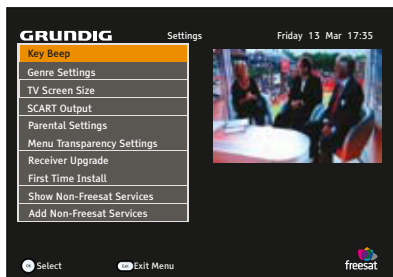 GRUNDIG Settings Friday 13 Mar 17:35
Key Beep
Genre Settings
TV Screen Size
SCART Output
Parental Settings
Menu Transparency Settings
Receiver Upgrade
First Time Install
Show Non-Freesat Services
Add Non-Freesat Services
Select Exit Menu
freesat